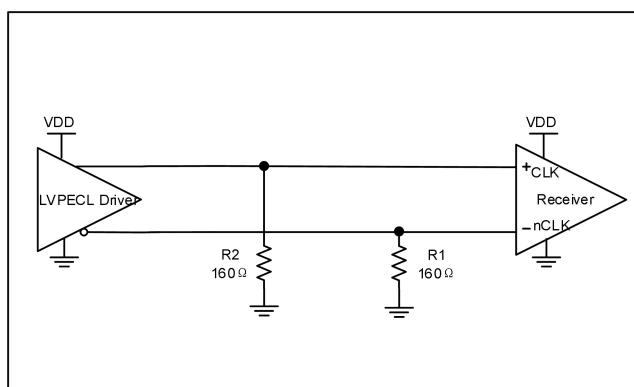 VDD
VDD
+CLK
LVPECL Driver
Receiver
−nCLK
R2
160Ω
R1
160Ω